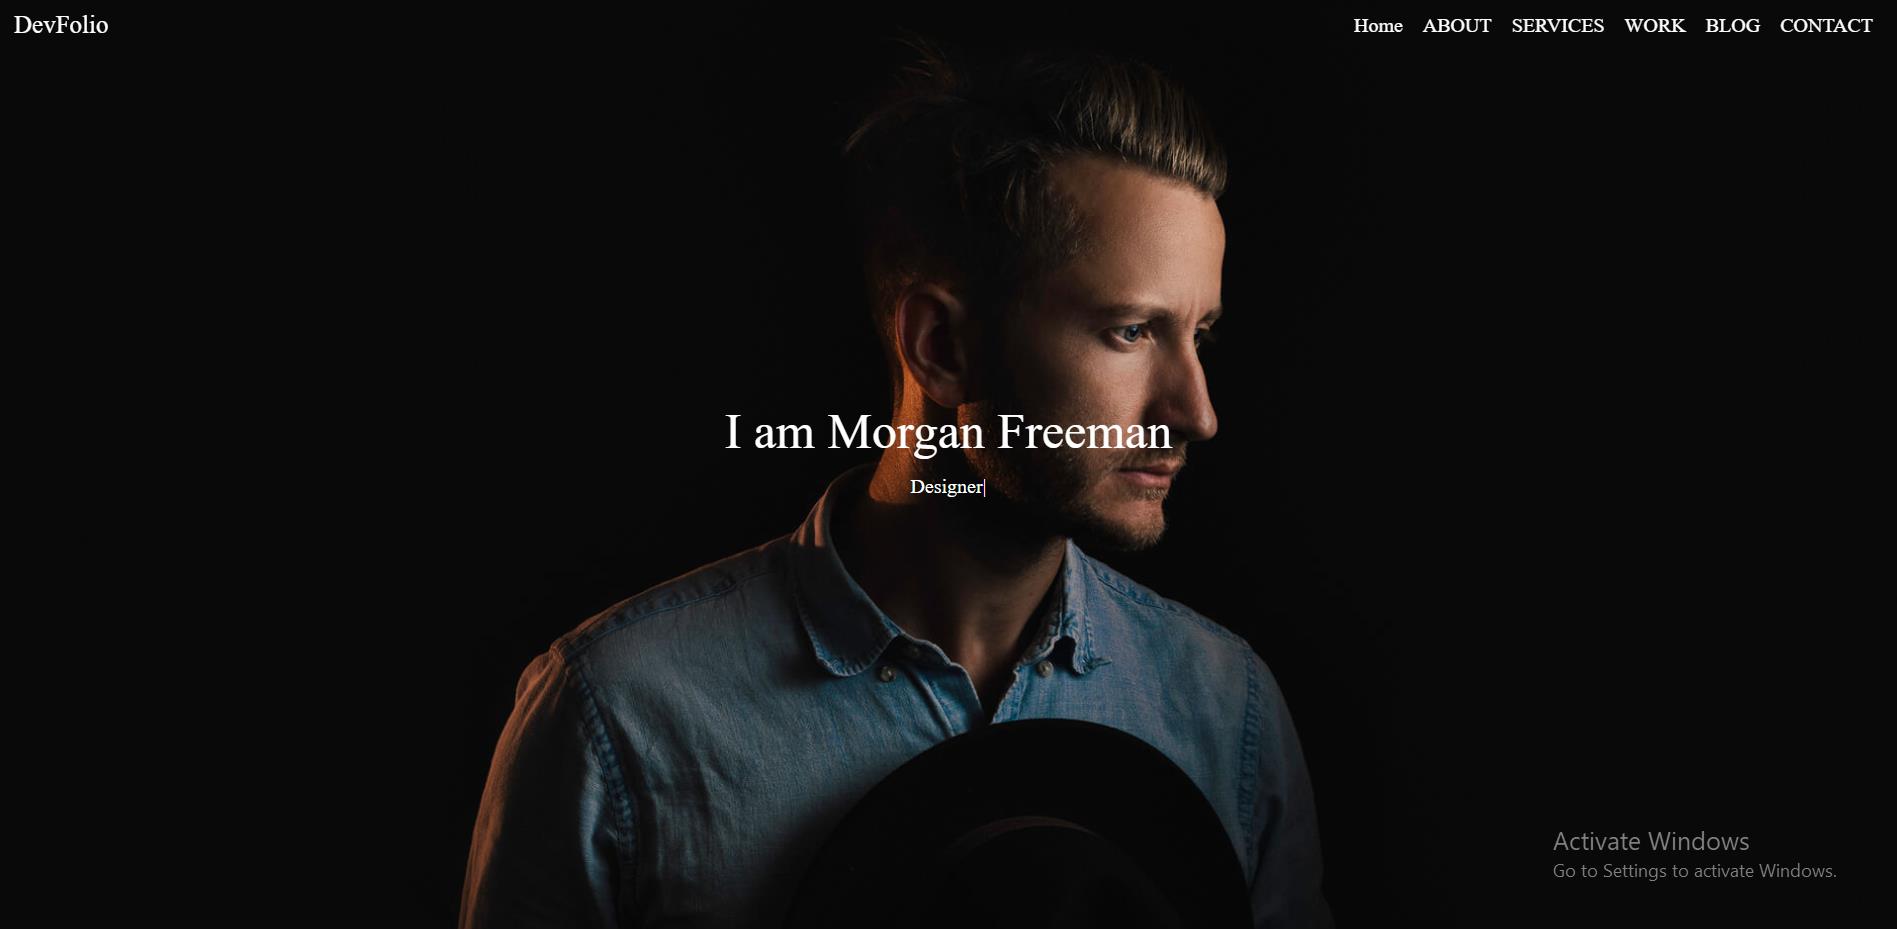 DevFolio
Home ABOUT SERVICES WORK BLOG CONTACT
I am Morgan Freeman
Designer|
Activate Windows
Go to Settings to activate Windows.